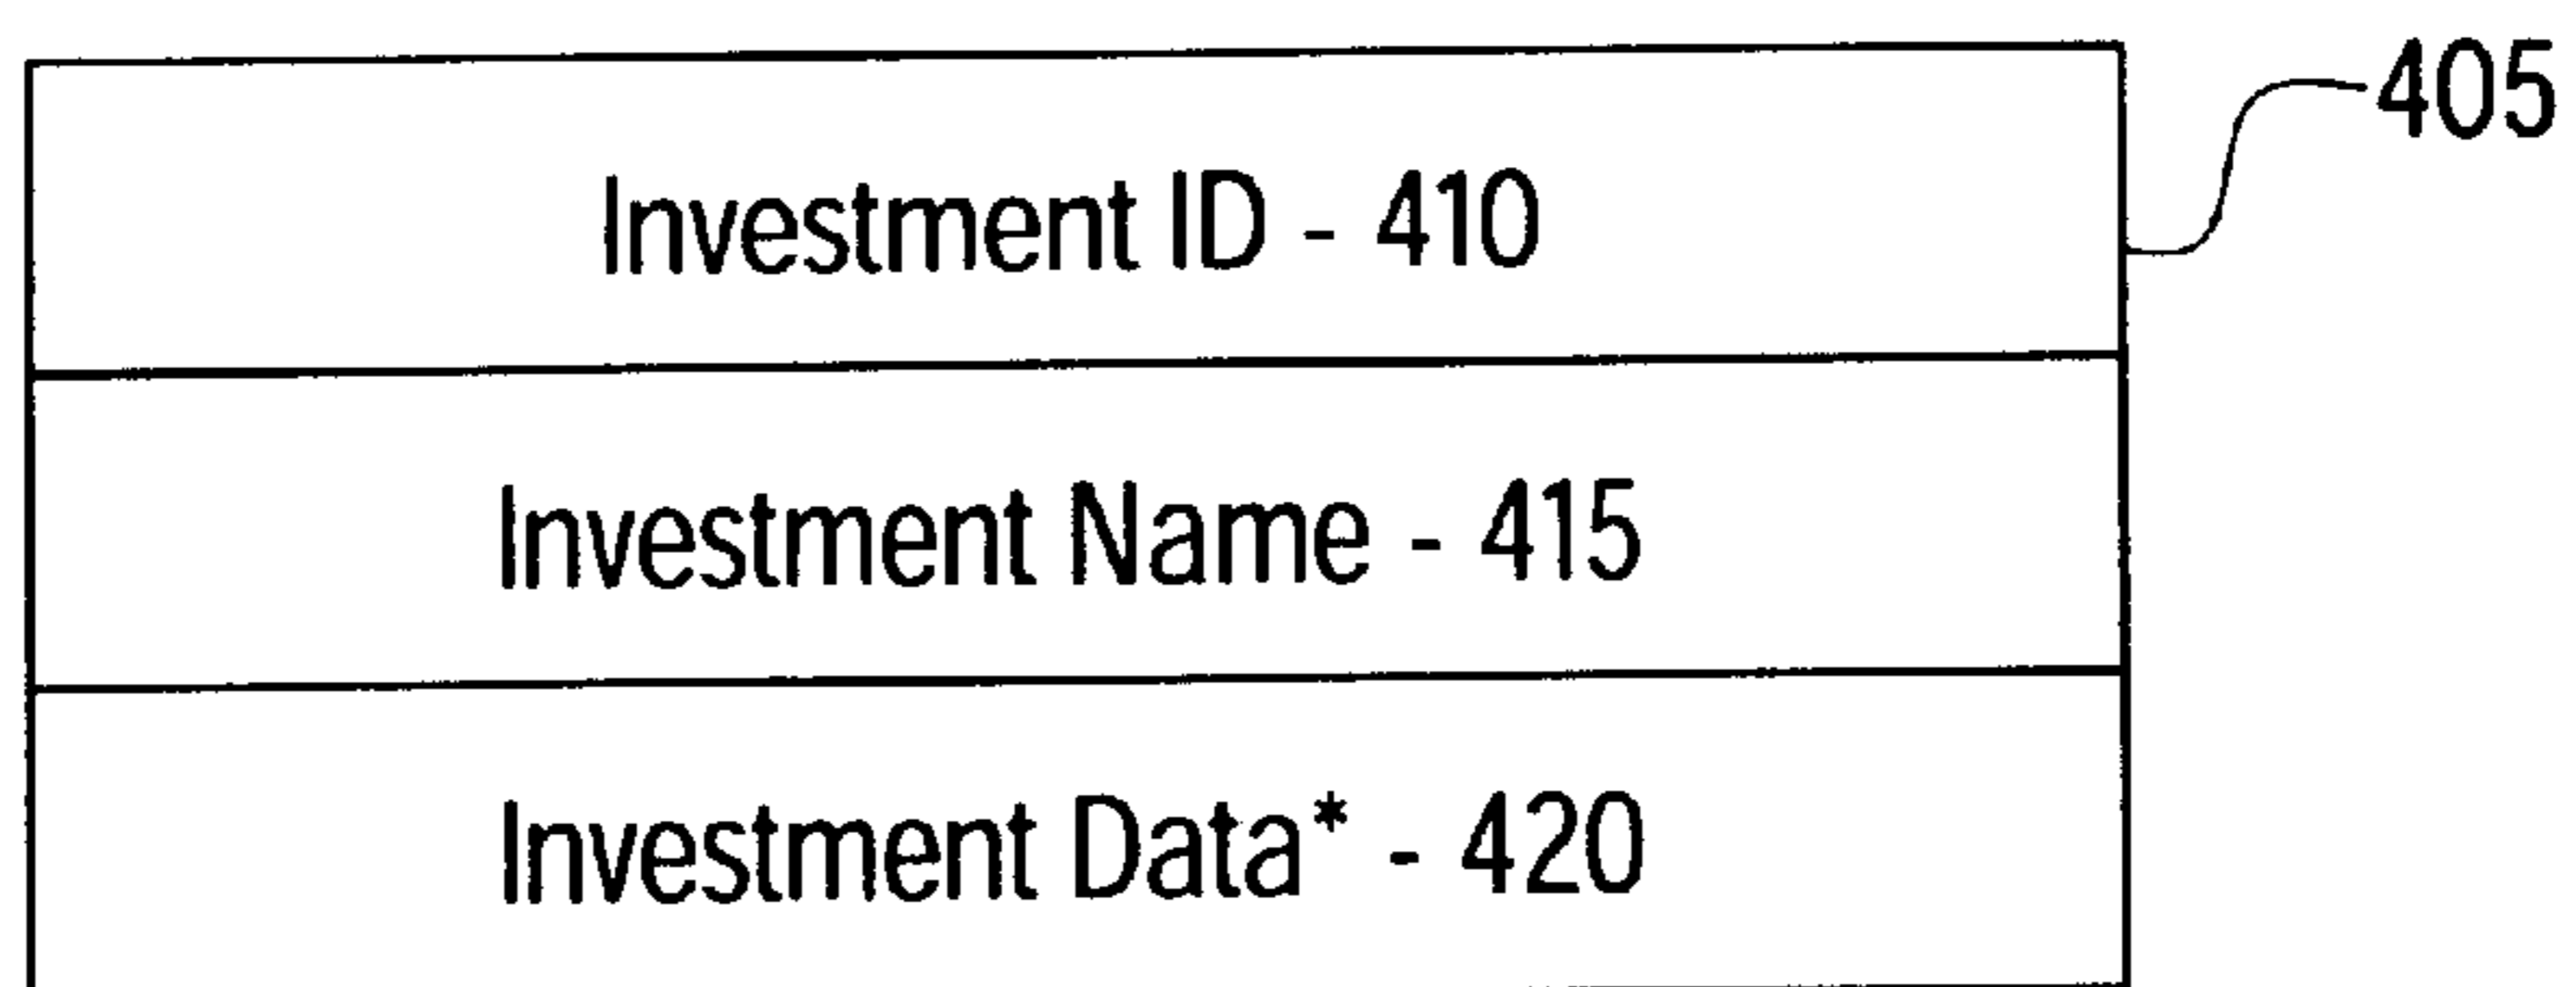 405
Investment ID - 410
Investment Name - 415
Investment Data* - 420